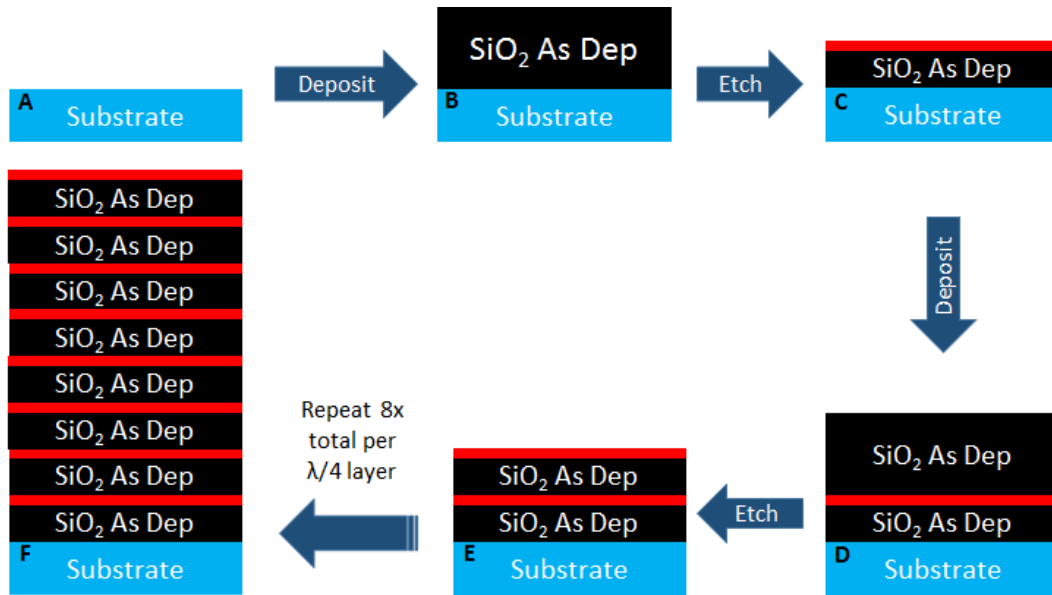 A
Substrate
Deposit
SiO₂ As Dep
B
Substrate
Etch
SiO₂ As Dep
C
Substrate
Deposit
SiO₂ As Dep
SiO₂ As Dep
D
Substrate
Etch
SiO₂ As Dep
SiO₂ As Dep
E
Substrate
Repeat 8x
total per
λ/4 layer
SiO₂ As Dep
SiO₂ As Dep
SiO₂ As Dep
SiO₂ As Dep
SiO₂ As Dep
SiO₂ As Dep
SiO₂ As Dep
SiO₂ As Dep
F
Substrate